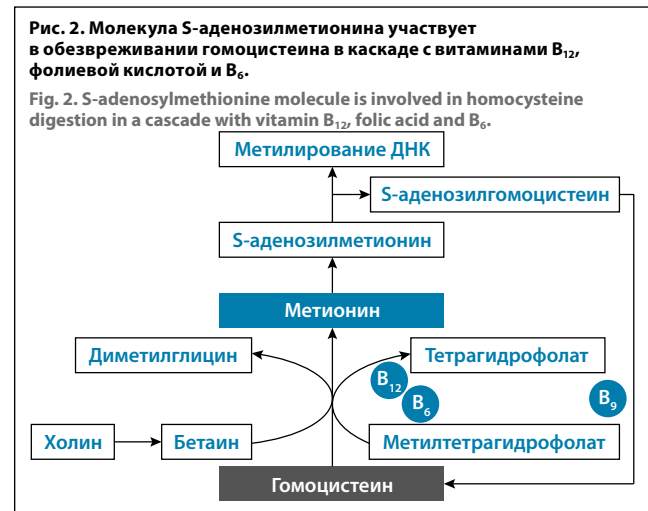 Рис. 2. Молекула S-аденозилметионина участвует
в обезвреживании гомоцистеина в каскаде с витаминами B₁₂,
фолиевой кислотой и B₆.
Fig. 2. S-adenosylmethionine molecule is involved in homocysteine
digestion in a cascade with vitamin B₁₂, folic acid and B₆.
Метилирование ДНК
S-аденозилгомоцистеин
S-аденозилметионин
Метионин
Диметилглицин
Тетрагидрофолат
B₁₂
B₆
B₉
Холин
Бетаин
Метилтетрагидрофолат
Гомоцистеин